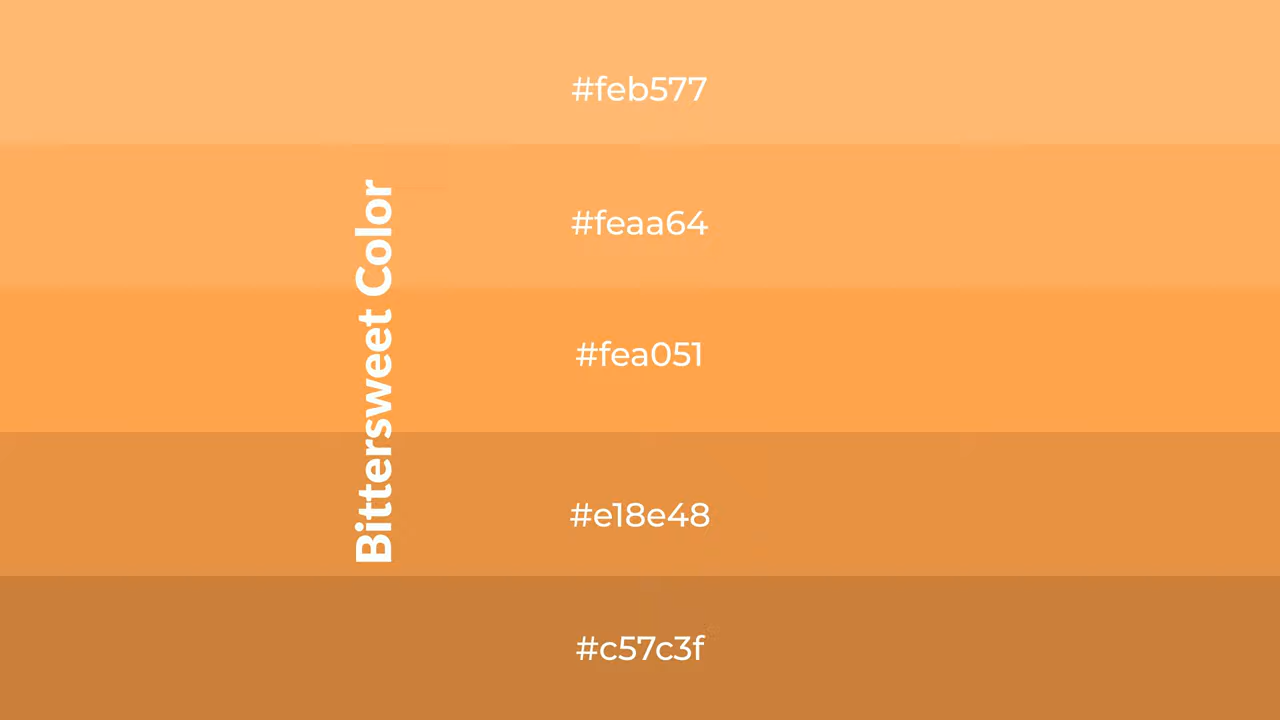 Bittersweet Color
#feb577
#feaa64
#fea051
#e18e48
#c57c3f